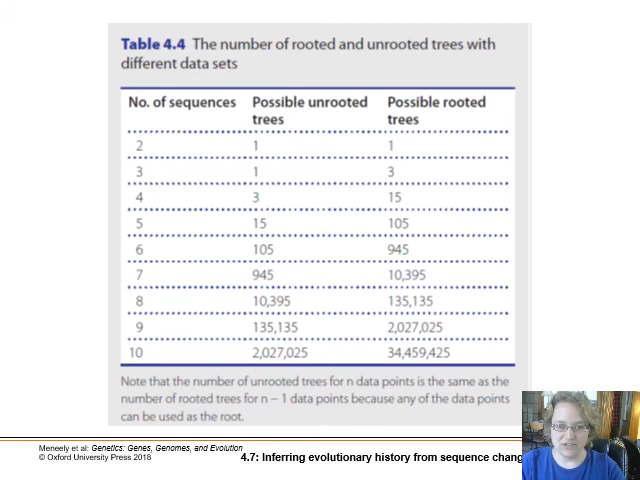 Table 4.4 The number of rooted and unrooted trees with
different data sets
No. of sequences Possible unrooted trees Possible rooted trees
2 1 1
3 1 3
4 3 15
5 15 105
6 105 945
7 945 10,395
8 10,395 135,135
9 135,135 2,027,025
10 2,027,025 34,459,425
Note that the number of unrooted trees for n data points is the same as the
number of rooted trees for n − 1 data points because any of the data points
can be used as the root.
Meneely et al: Genetics: Genes, Genomes, and Evolution
© Oxford University Press 2018
4.7: Inferring evolutionary history from sequence chang